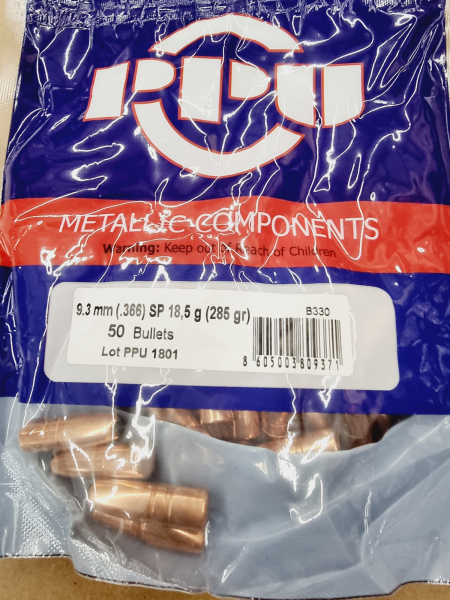 PPU
METALLIC COMPONENTS
Warning: Keep out of Reach of Children
9.3 mm (.366) SP 18,5 g (285 gr)
B330
50 Bullets
Lot PPU 1801
8 605003 809371